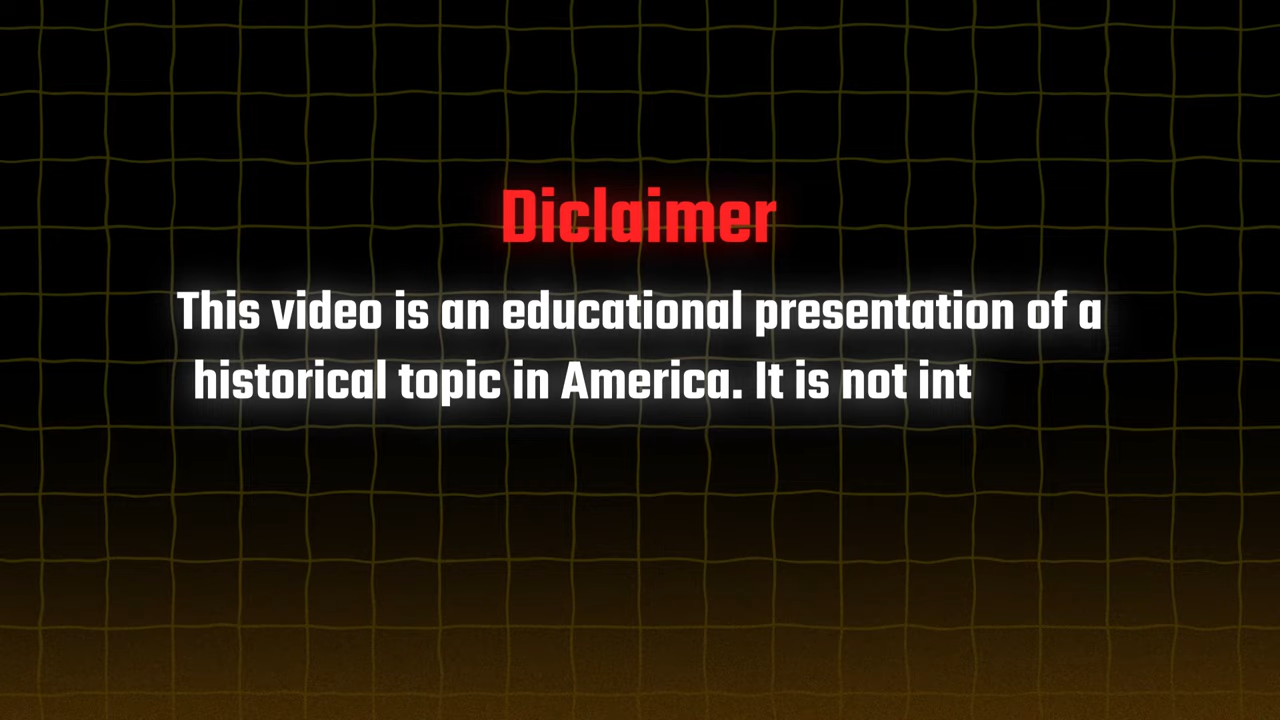 Diclaimer
This video is an educational presentation of a
historical topic in America. It is not int